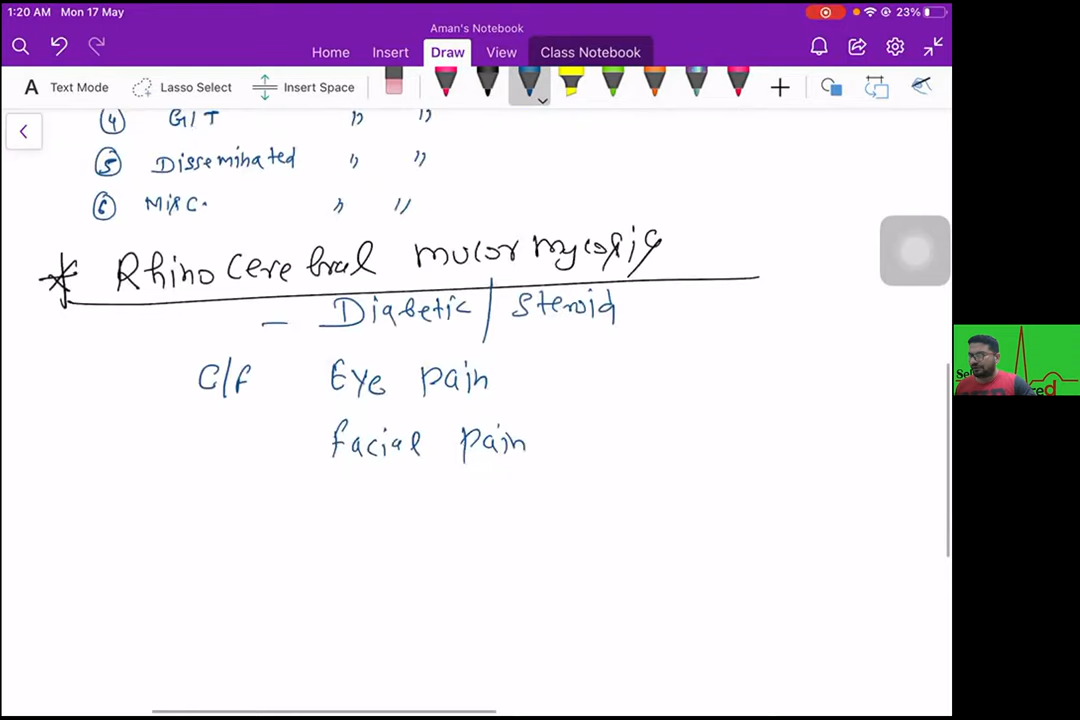 1:20 AM Mon 17 May
23%
Aman's Notebook
Home Insert Draw View Class Notebook
A Text Mode Lasso Select Insert Space
4 GIT " "
5 Disseminated " "
6 Misc. " "
* Rhino Cerebral mucormycosis
- Diabetic / Steroid
C/f Eye pain
facial pain